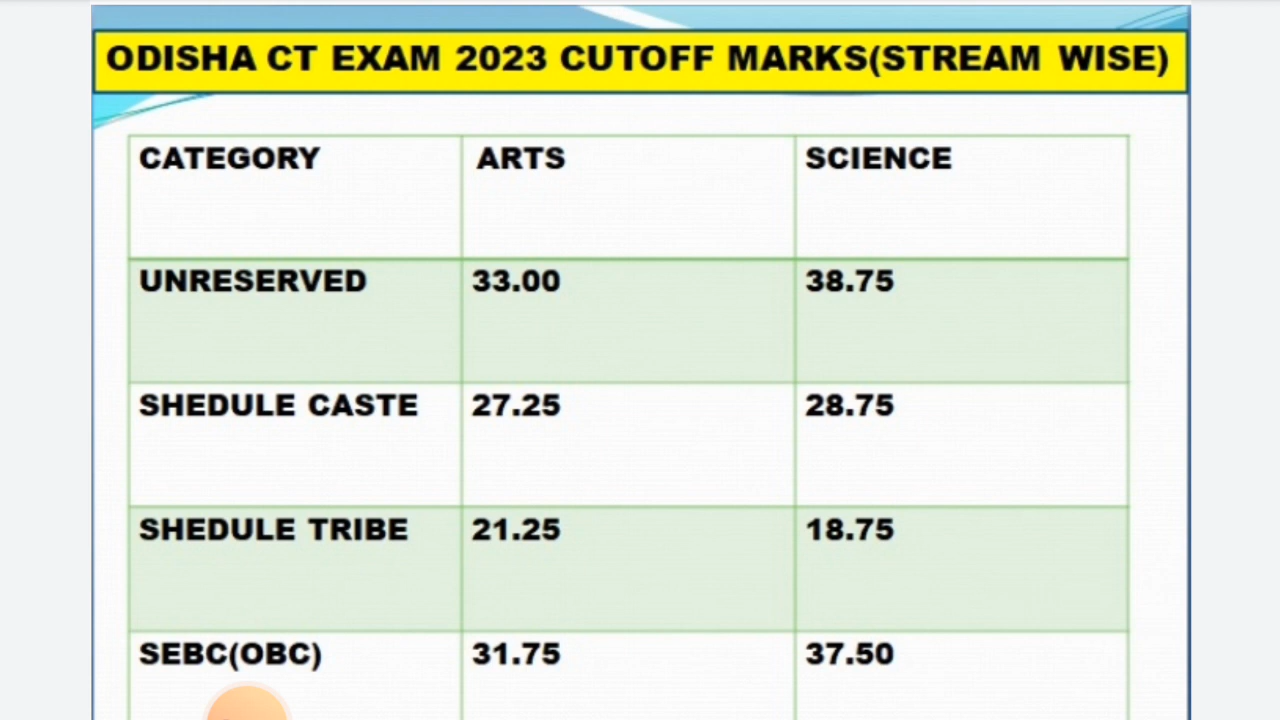 ODISHA CT EXAM 2023 CUTOFF MARKS(STREAM WISE)
CATEGORY ARTS SCIENCE
UNRESERVED 33.00 38.75
SHEDULE CASTE 27.25 28.75
SHEDULE TRIBE 21.25 18.75
SEBC(OBC) 31.75 37.50